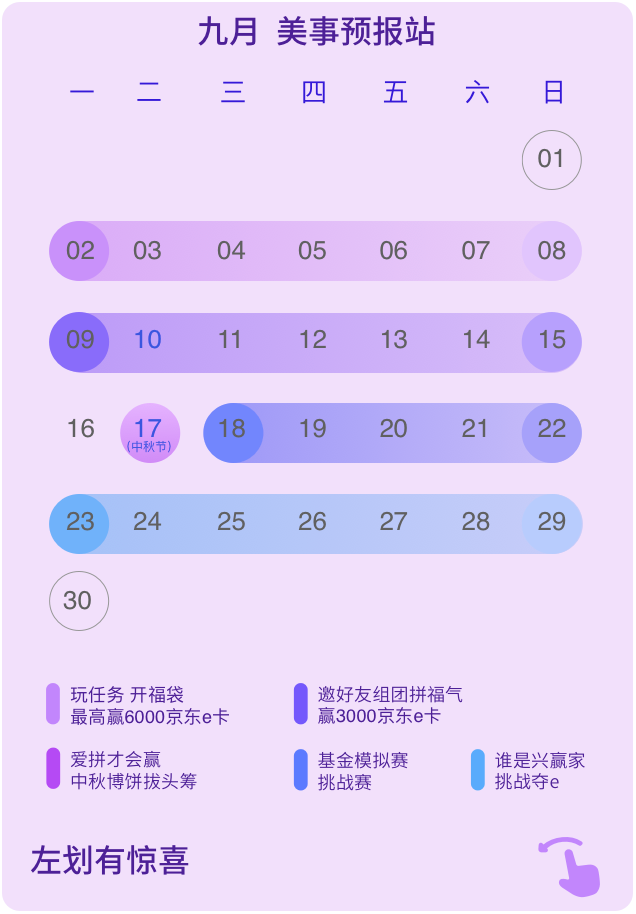 九月 美事预报站
一 二 三 四 五 六 日
01
02 03 04 05 06 07 08
09 10 11 12 13 14 15
16 17 18 19 20 21 22
(中秋节)
23 24 25 26 27 28 29
30
玩任务 开福袋
最高赢6000京东e卡
邀好友组团拼福气
赢3000京东e卡
爱拼才会赢
中秋博饼拔头筹
基金模拟赛
挑战赛
谁是兴赢家
挑战夺e
左划有惊喜